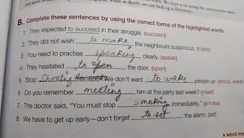 B. Complete these sentences by using the correct forms of the highlighted words.
1. They expected to succeed in their struggle. (succeed)
2. They did not wish to make the neighbours suspicious. (make)
3. You need to practise speaking clearly. (speak)
4. They hesitated to open the door. (open)
5. Stop shouting we don't want to wake people up. (shout, wake)
6. Do you remember meeting him at the party last week? (meet)
7. The doctor said, "You must stop smoking immediately." (smoke)
8. We have to get up early—don't forget to set the alarm. (set)